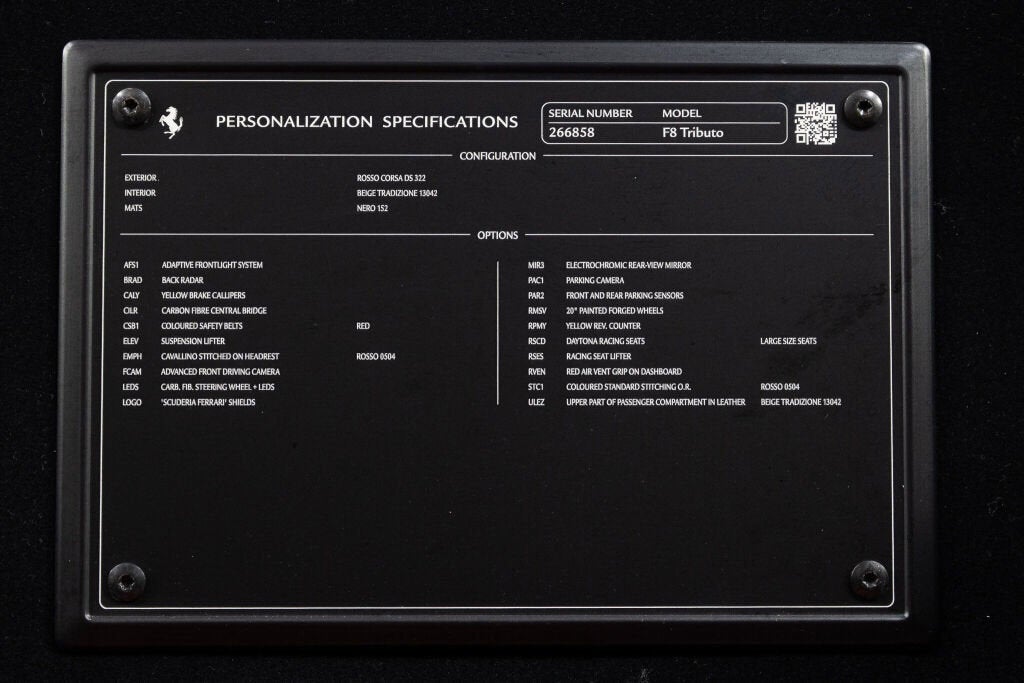 PERSONALIZATION SPECIFICATIONS
SERIAL NUMBER MODEL
266858 F8 Tributo
CONFIGURATION
EXTERIOR ROSSO CORSA DS 322
INTERIOR BEIGE TRADIZIONE 13042
MATS NERO 152
OPTIONS
AFS1 ADAPTIVE FRONTLIGHT SYSTEM
BRAD BACK RADAR
CALY YELLOW BRAKE CALLIPERS
CILR CARBON FIBRE CENTRAL BRIDGE
CSB1 COLOURED SAFETY BELTS RED
ELEV SUSPENSION LIFTER
EMPH CAVALLINO STITCHED ON HEADREST ROSSO 0504
FCAM ADVANCED FRONT DRIVING CAMERA
LEDS CARB. FIB. STEERING WHEEL + LEDS
LOGO 'SCUDERIA FERRARI' SHIELDS
MIR3 ELECTROCHROMIC REAR-VIEW MIRROR
PAC1 PARKING CAMERA
PAR2 FRONT AND REAR PARKING SENSORS
RMSV 20" PAINTED FORGED WHEELS
RPMY YELLOW REV. COUNTER
RSCD DAYTONA RACING SEATS LARGE SIZE SEATS
RSES RACING SEAT LIFTER
RVEN RED AIR VENT GRIP ON DASHBOARD
STC1 COLOURED STANDARD STITCHING O.R. ROSSO 0504
ULEZ UPPER PART OF PASSENGER COMPARTMENT IN LEATHER BEIGE TRADIZIONE 13042